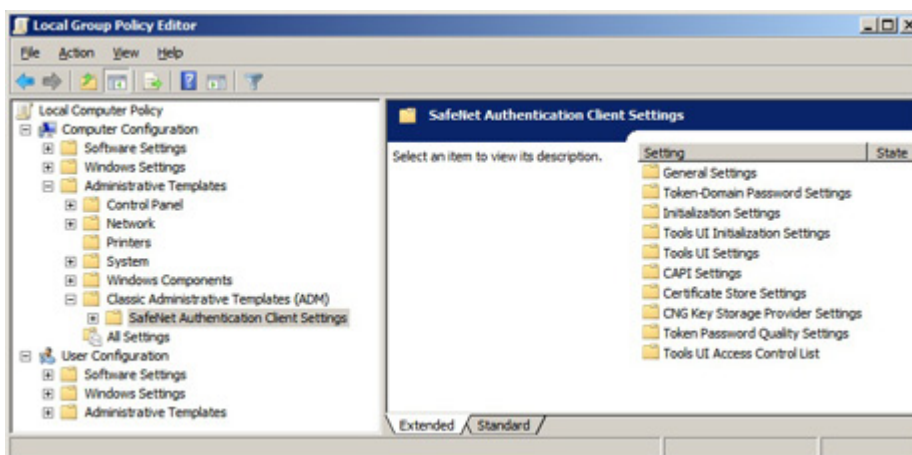 Local Group Policy Editor
File Action View Help
Local Computer Policy
Computer Configuration
Software Settings
Windows Settings
Administrative Templates
Control Panel
Network
Printers
System
Windows Components
Classic Administrative Templates (ADM)
SafeNet Authentication Client Settings
All Settings
User Configuration
Software Settings
Windows Settings
Administrative Templates
SafeNet Authentication Client Settings
Select an item to view its description.
Setting State
General Settings
Token-Domain Password Settings
Initialization Settings
Tools UI Initialization Settings
Tools UI Settings
CAPI Settings
Certificate Store Settings
CNG Key Storage Provider Settings
Token Password Quality Settings
Tools UI Access Control List
Extended Standard